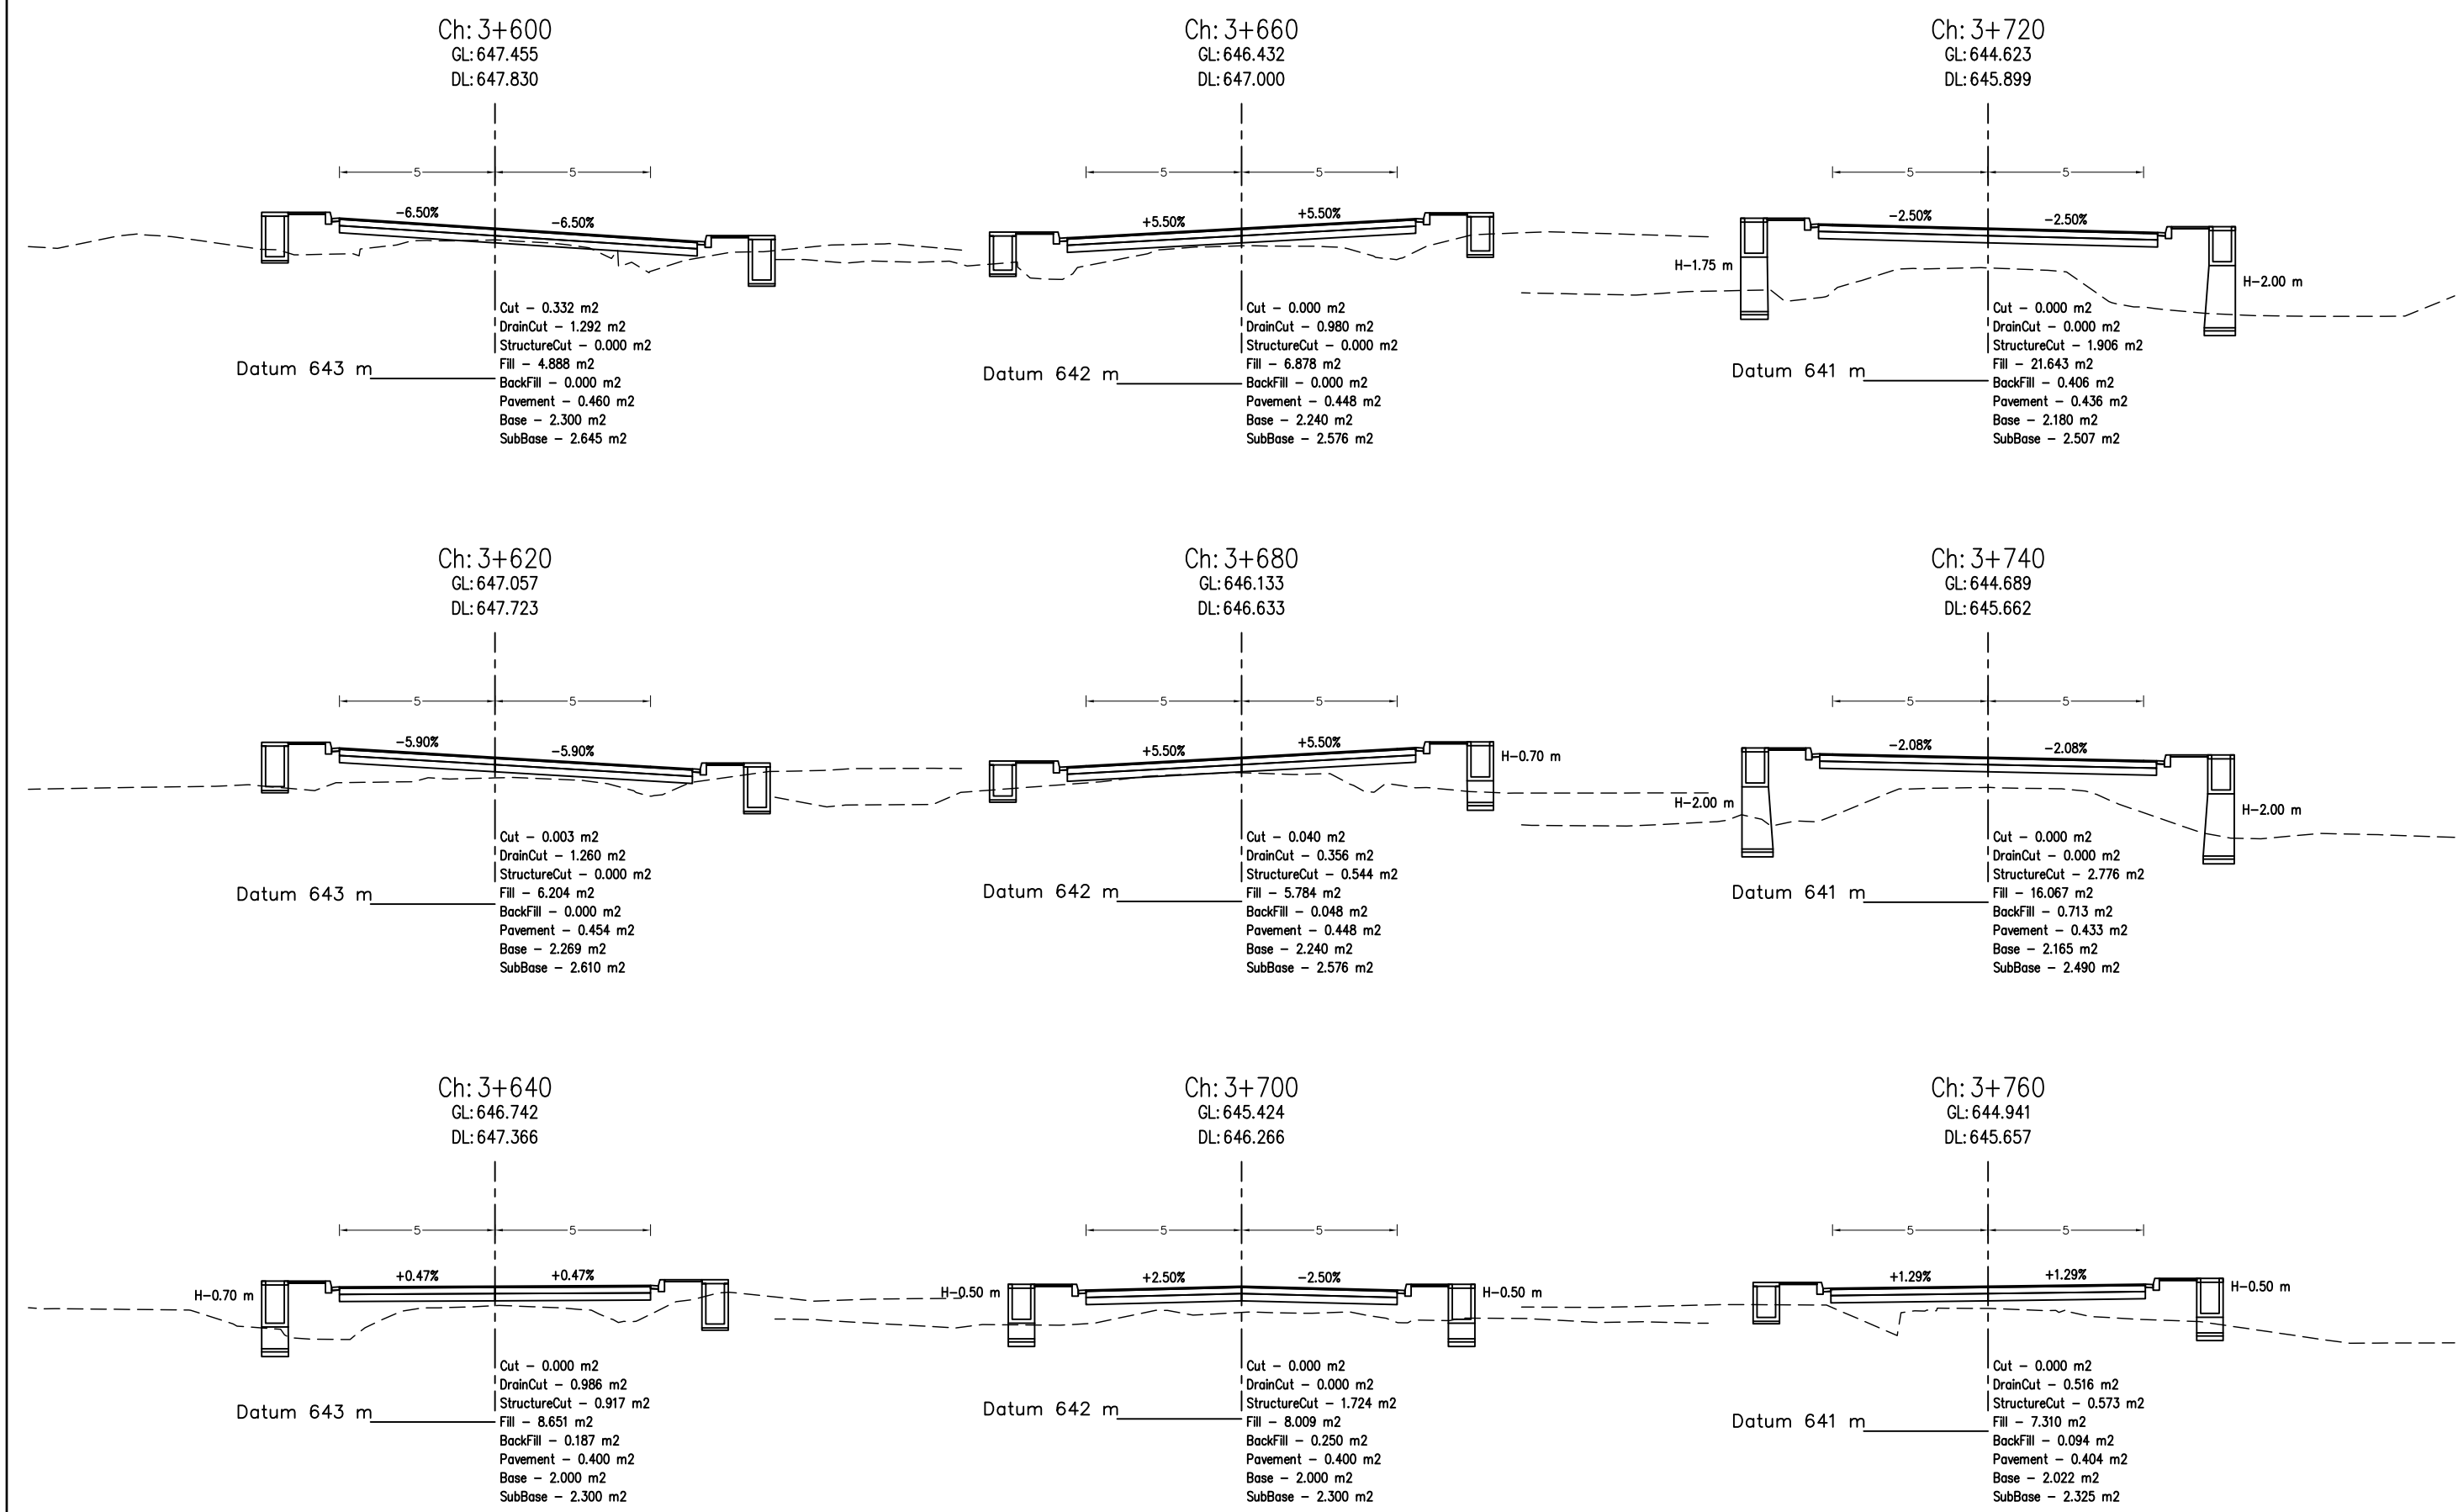 Ch: 3+600
GL: 647.455
DL: 647.830
5
5
-6.50%
-6.50%
Cut - 0.332 m2
DrainCut - 1.292 m2
StructureCut - 0.000 m2
Fill - 4.888 m2
Datum 643 m
BackFill - 0.000 m2
Pavement - 0.460 m2
Base - 2.300 m2
SubBase - 2.645 m2
Ch: 3+660
GL: 646.432
DL: 647.000
5
5
+5.50%
+5.50%
Cut - 0.000 m2
DrainCut - 0.980 m2
StructureCut - 0.000 m2
Fill - 6.878 m2
Datum 642 m
BackFill - 0.000 m2
Pavement - 0.448 m2
Base - 2.240 m2
SubBase - 2.576 m2
Ch: 3+720
GL: 644.623
DL: 645.899
5
5
-2.50%
-2.50%
H-1.75 m
H-2.00 m
Cut - 0.000 m2
DrainCut - 0.000 m2
StructureCut - 1.906 m2
Fill - 21.643 m2
Datum 641 m
BackFill - 0.406 m2
Pavement - 0.436 m2
Base - 2.180 m2
SubBase - 2.507 m2
Ch: 3+620
GL: 647.057
DL: 647.723
5
5
-5.90%
-5.90%
Cut - 0.003 m2
DrainCut - 1.260 m2
StructureCut - 0.000 m2
Fill - 6.204 m2
Datum 643 m
BackFill - 0.000 m2
Pavement - 0.454 m2
Base - 2.269 m2
SubBase - 2.610 m2
Ch: 3+680
GL: 646.133
DL: 646.633
5
5
+5.50%
+5.50%
H-0.70 m
Cut - 0.040 m2
DrainCut - 0.356 m2
StructureCut - 0.544 m2
Fill - 5.784 m2
Datum 642 m
BackFill - 0.048 m2
Pavement - 0.448 m2
Base - 2.240 m2
SubBase - 2.576 m2
Ch: 3+740
GL: 644.689
DL: 645.662
5
5
-2.08%
-2.08%
H-2.00 m
H-2.00 m
Cut - 0.000 m2
DrainCut - 0.000 m2
StructureCut - 2.776 m2
Fill - 16.067 m2
Datum 641 m
BackFill - 0.713 m2
Pavement - 0.433 m2
Base - 2.165 m2
SubBase - 2.490 m2
Ch: 3+640
GL: 646.742
DL: 647.366
5
5
+0.47%
+0.47%
H-0.70 m
Cut - 0.000 m2
DrainCut - 0.986 m2
StructureCut - 0.917 m2
Datum 643 m
Fill - 8.651 m2
BackFill - 0.187 m2
Pavement - 0.400 m2
Base - 2.000 m2
SubBase - 2.300 m2
Ch: 3+700
GL: 645.424
DL: 646.266
5
5
+2.50%
-2.50%
H-0.50 m
H-0.50 m
Cut - 0.000 m2
DrainCut - 0.000 m2
StructureCut - 1.724 m2
Datum 642 m
Fill - 8.009 m2
BackFill - 0.250 m2
Pavement - 0.400 m2
Base - 2.000 m2
SubBase - 2.300 m2
Ch: 3+760
GL: 644.941
DL: 645.657
5
5
+1.29%
+1.29%
H-0.50 m
Cut - 0.000 m2
DrainCut - 0.516 m2
StructureCut - 0.573 m2
Fill - 7.310 m2
Datum 641 m
BackFill - 0.094 m2
Pavement - 0.404 m2
Base - 2.022 m2
SubBase - 2.325 m2